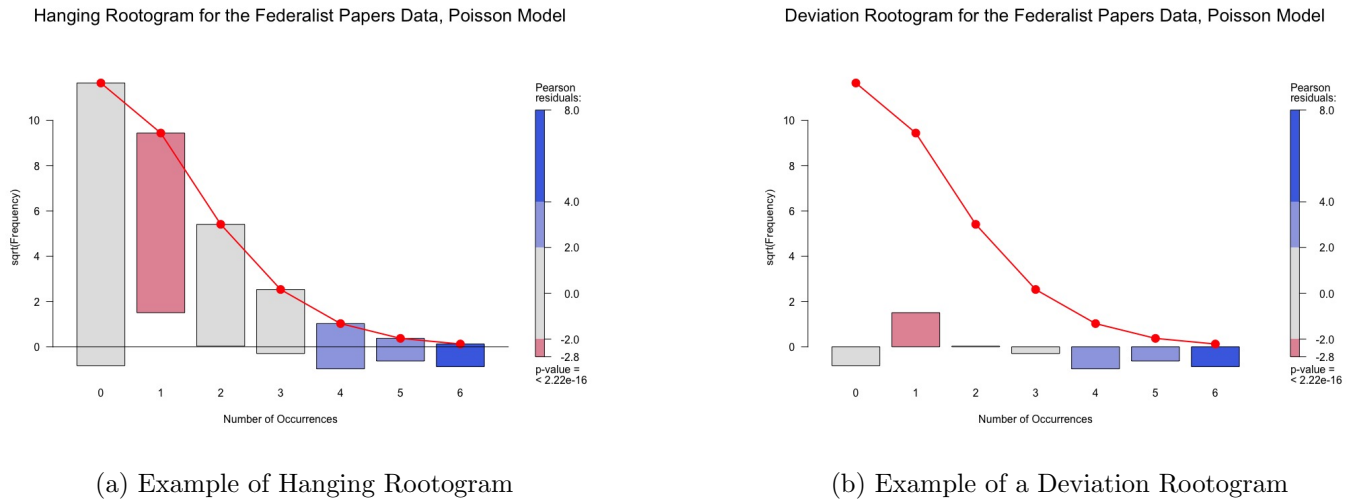 Hanging Rootogram for the Federalist Papers Data, Poisson Model
sqrt(Frequency)
10
8
6
4
2
0
0 1 2 3 4 5 6
Number of Occurrences
Pearson
residuals:
8.0
4.0
2.0
0.0
-2.0
-2.8
p-value =
< 2.22e-16
(a) Example of Hanging Rootogram
Deviation Rootogram for the Federalist Papers Data, Poisson Model
sqrt(Frequency)
10
8
6
4
2
0
0 1 2 3 4 5 6
Number of Occurrences
Pearson
residuals:
8.0
4.0
2.0
0.0
-2.0
-2.8
p-value =
< 2.22e-16
(b) Example of a Deviation Rootogram